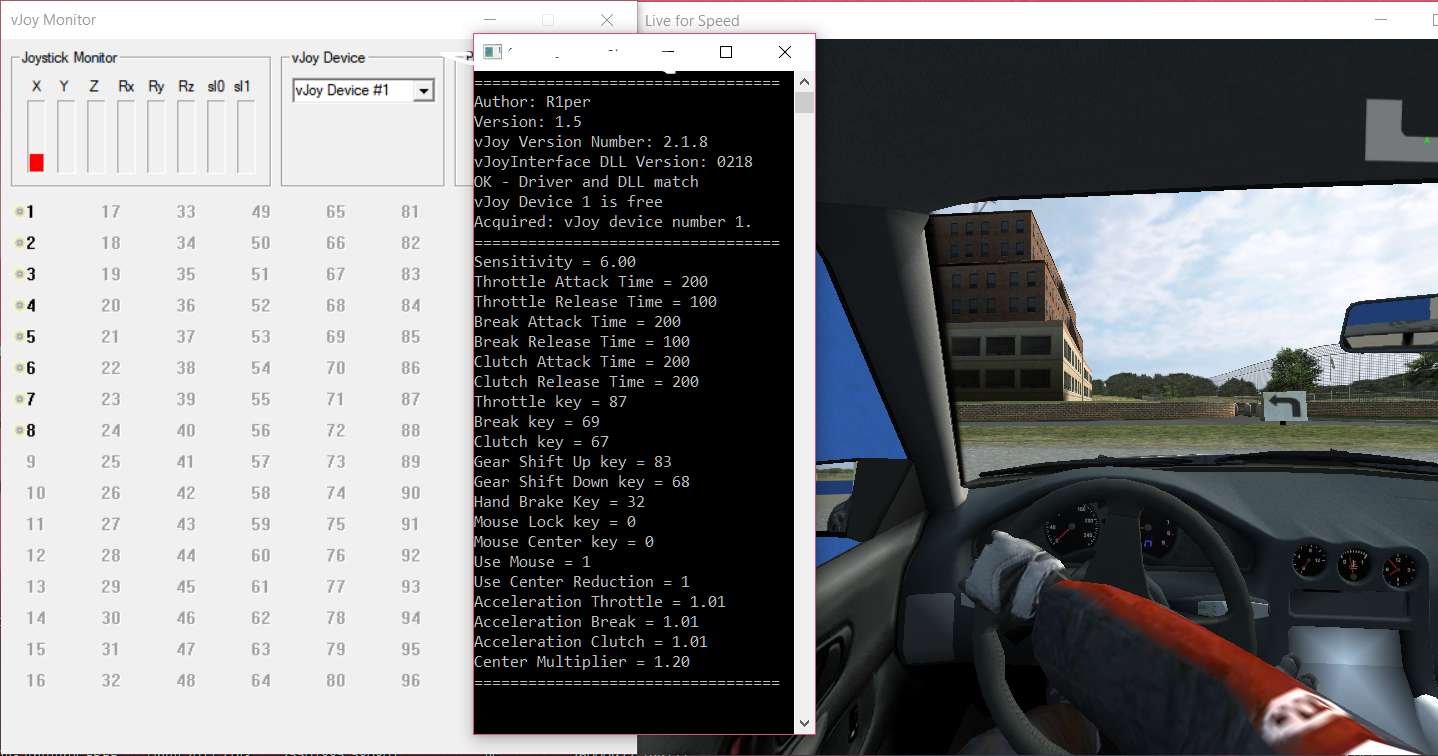 vJoy Monitor
Live for Speed
Joystick Monitor
vJoy Device
X Y Z Rx Ry Rz sl0 sl1
vJoy Device #1
1 17 33 49 65 81
2 18 34 50 66 82
3 19 35 51 67 83
4 20 36 52 68 84
5 21 37 53 69 85
6 22 38 54 70 86
7 23 39 55 71 87
8 24 40 56 72 88
9 25 41 57 73 89
10 26 42 58 74 90
11 27 43 59 75 91
12 28 44 60 76 92
13 29 45 61 77 93
14 30 46 62 78 94
15 31 47 63 79 95
16 32 48 64 80 96
==================================
Author: R1per
Version: 1.5
vJoy Version Number: 2.1.8
vJoyInterface DLL Version: 0218
OK - Driver and DLL match
vJoy Device 1 is free
Acquired: vJoy device number 1.
==================================
Sensitivity = 6.00
Throttle Attack Time = 200
Throttle Release Time = 100
Break Attack Time = 200
Break Release Time = 100
Clutch Attack Time = 200
Clutch Release Time = 200
Throttle key = 87
Break key = 69
Clutch key = 67
Gear Shift Up key = 83
Gear Shift Down key = 68
Hand Brake Key = 32
Mouse Lock key = 0
Mouse Center key = 0
Use Mouse = 1
Use Center Reduction = 1
Acceleration Throttle = 1.01
Acceleration Break = 1.01
Acceleration Clutch = 1.01
Center Multiplier = 1.20
==================================